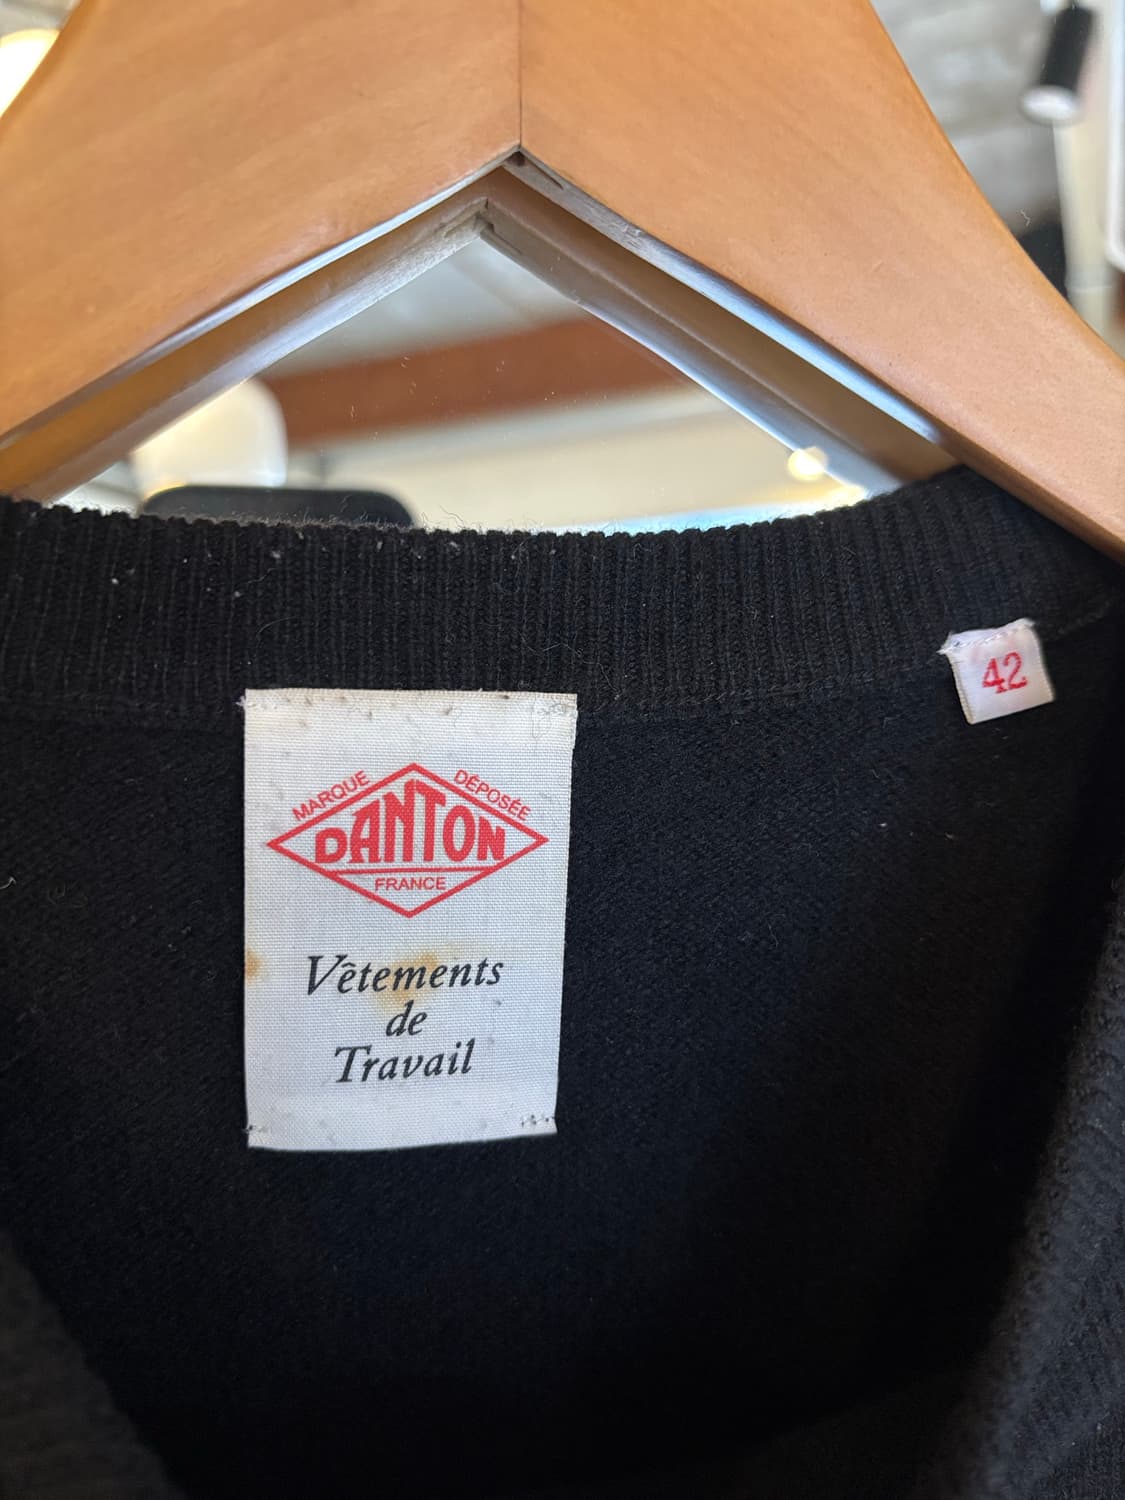 42
MARQUE DÉPOSÉE
DANTON
FRANCE
Vêtements
de
Travail